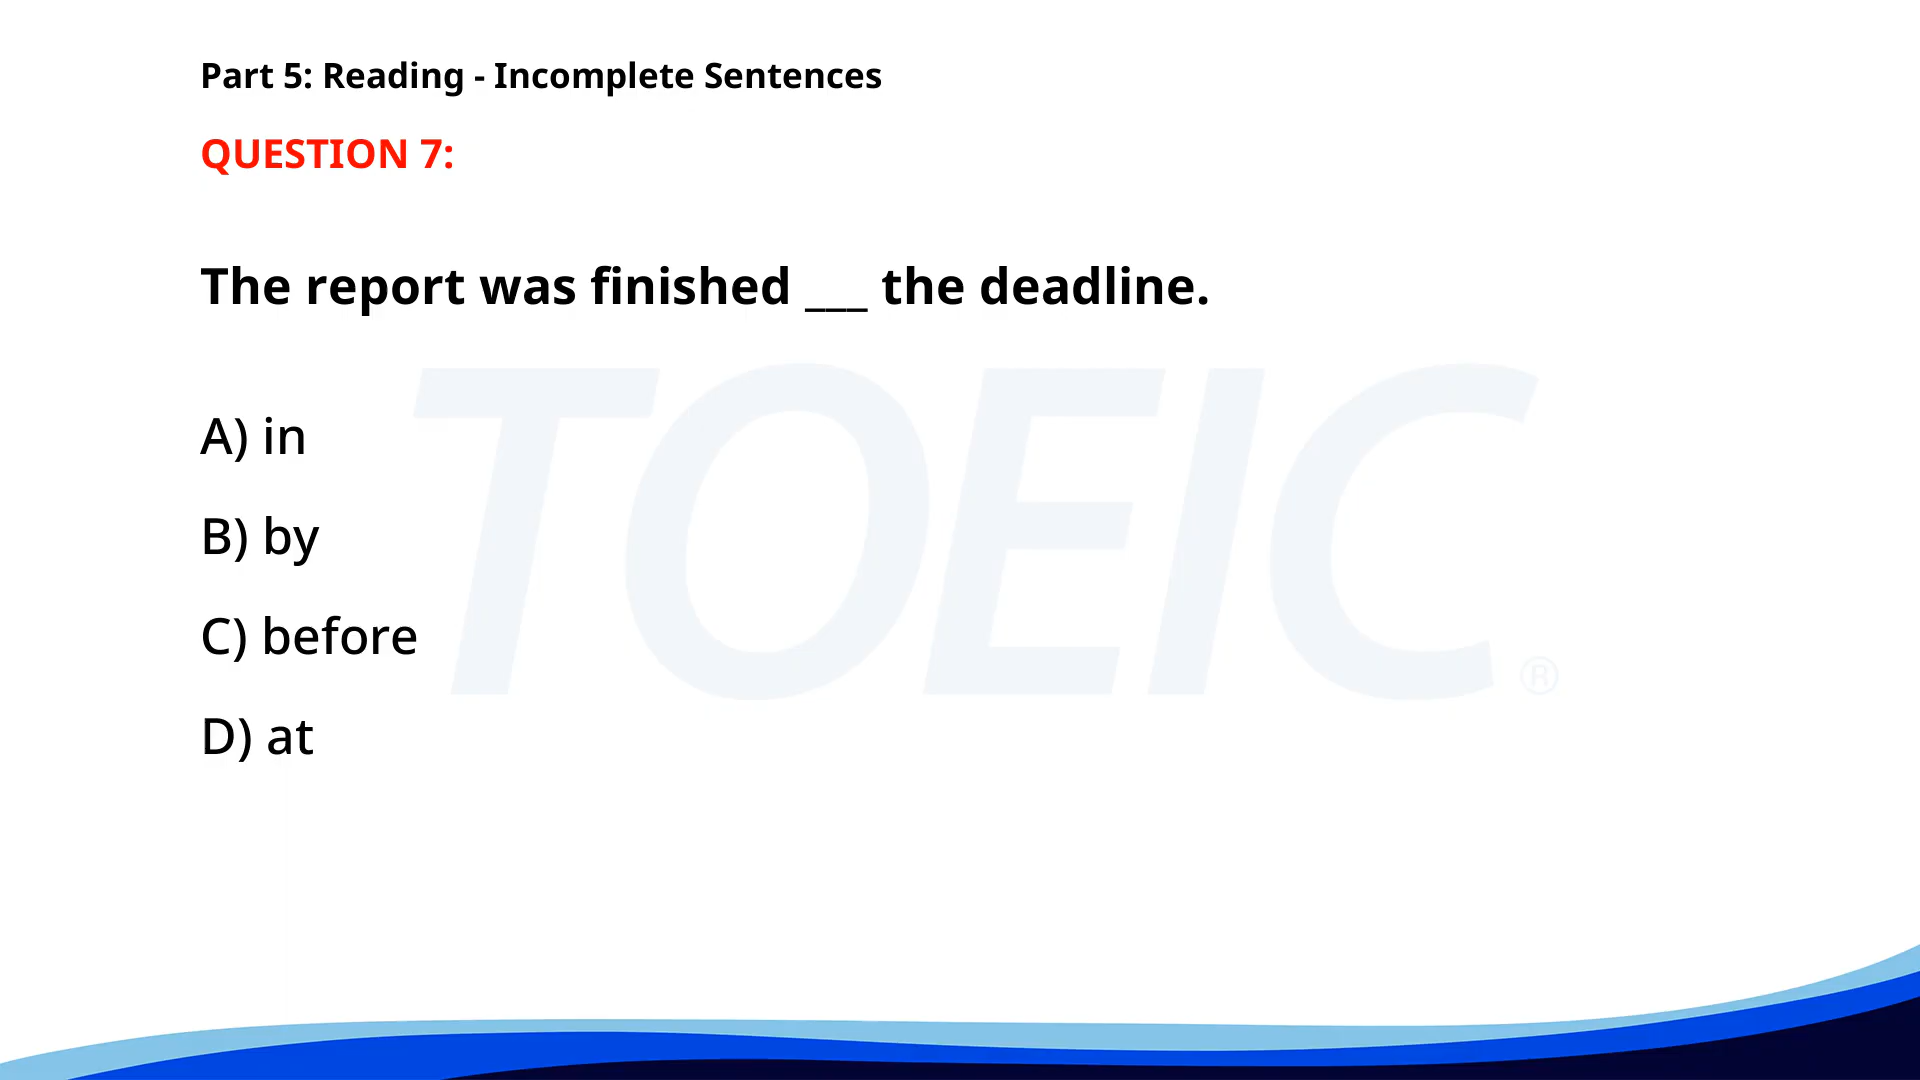 Part 5: Reading - Incomplete Sentences
QUESTION 7:
The report was finished ___ the deadline.
TOEIC®
A) in
B) by
C) before
D) at